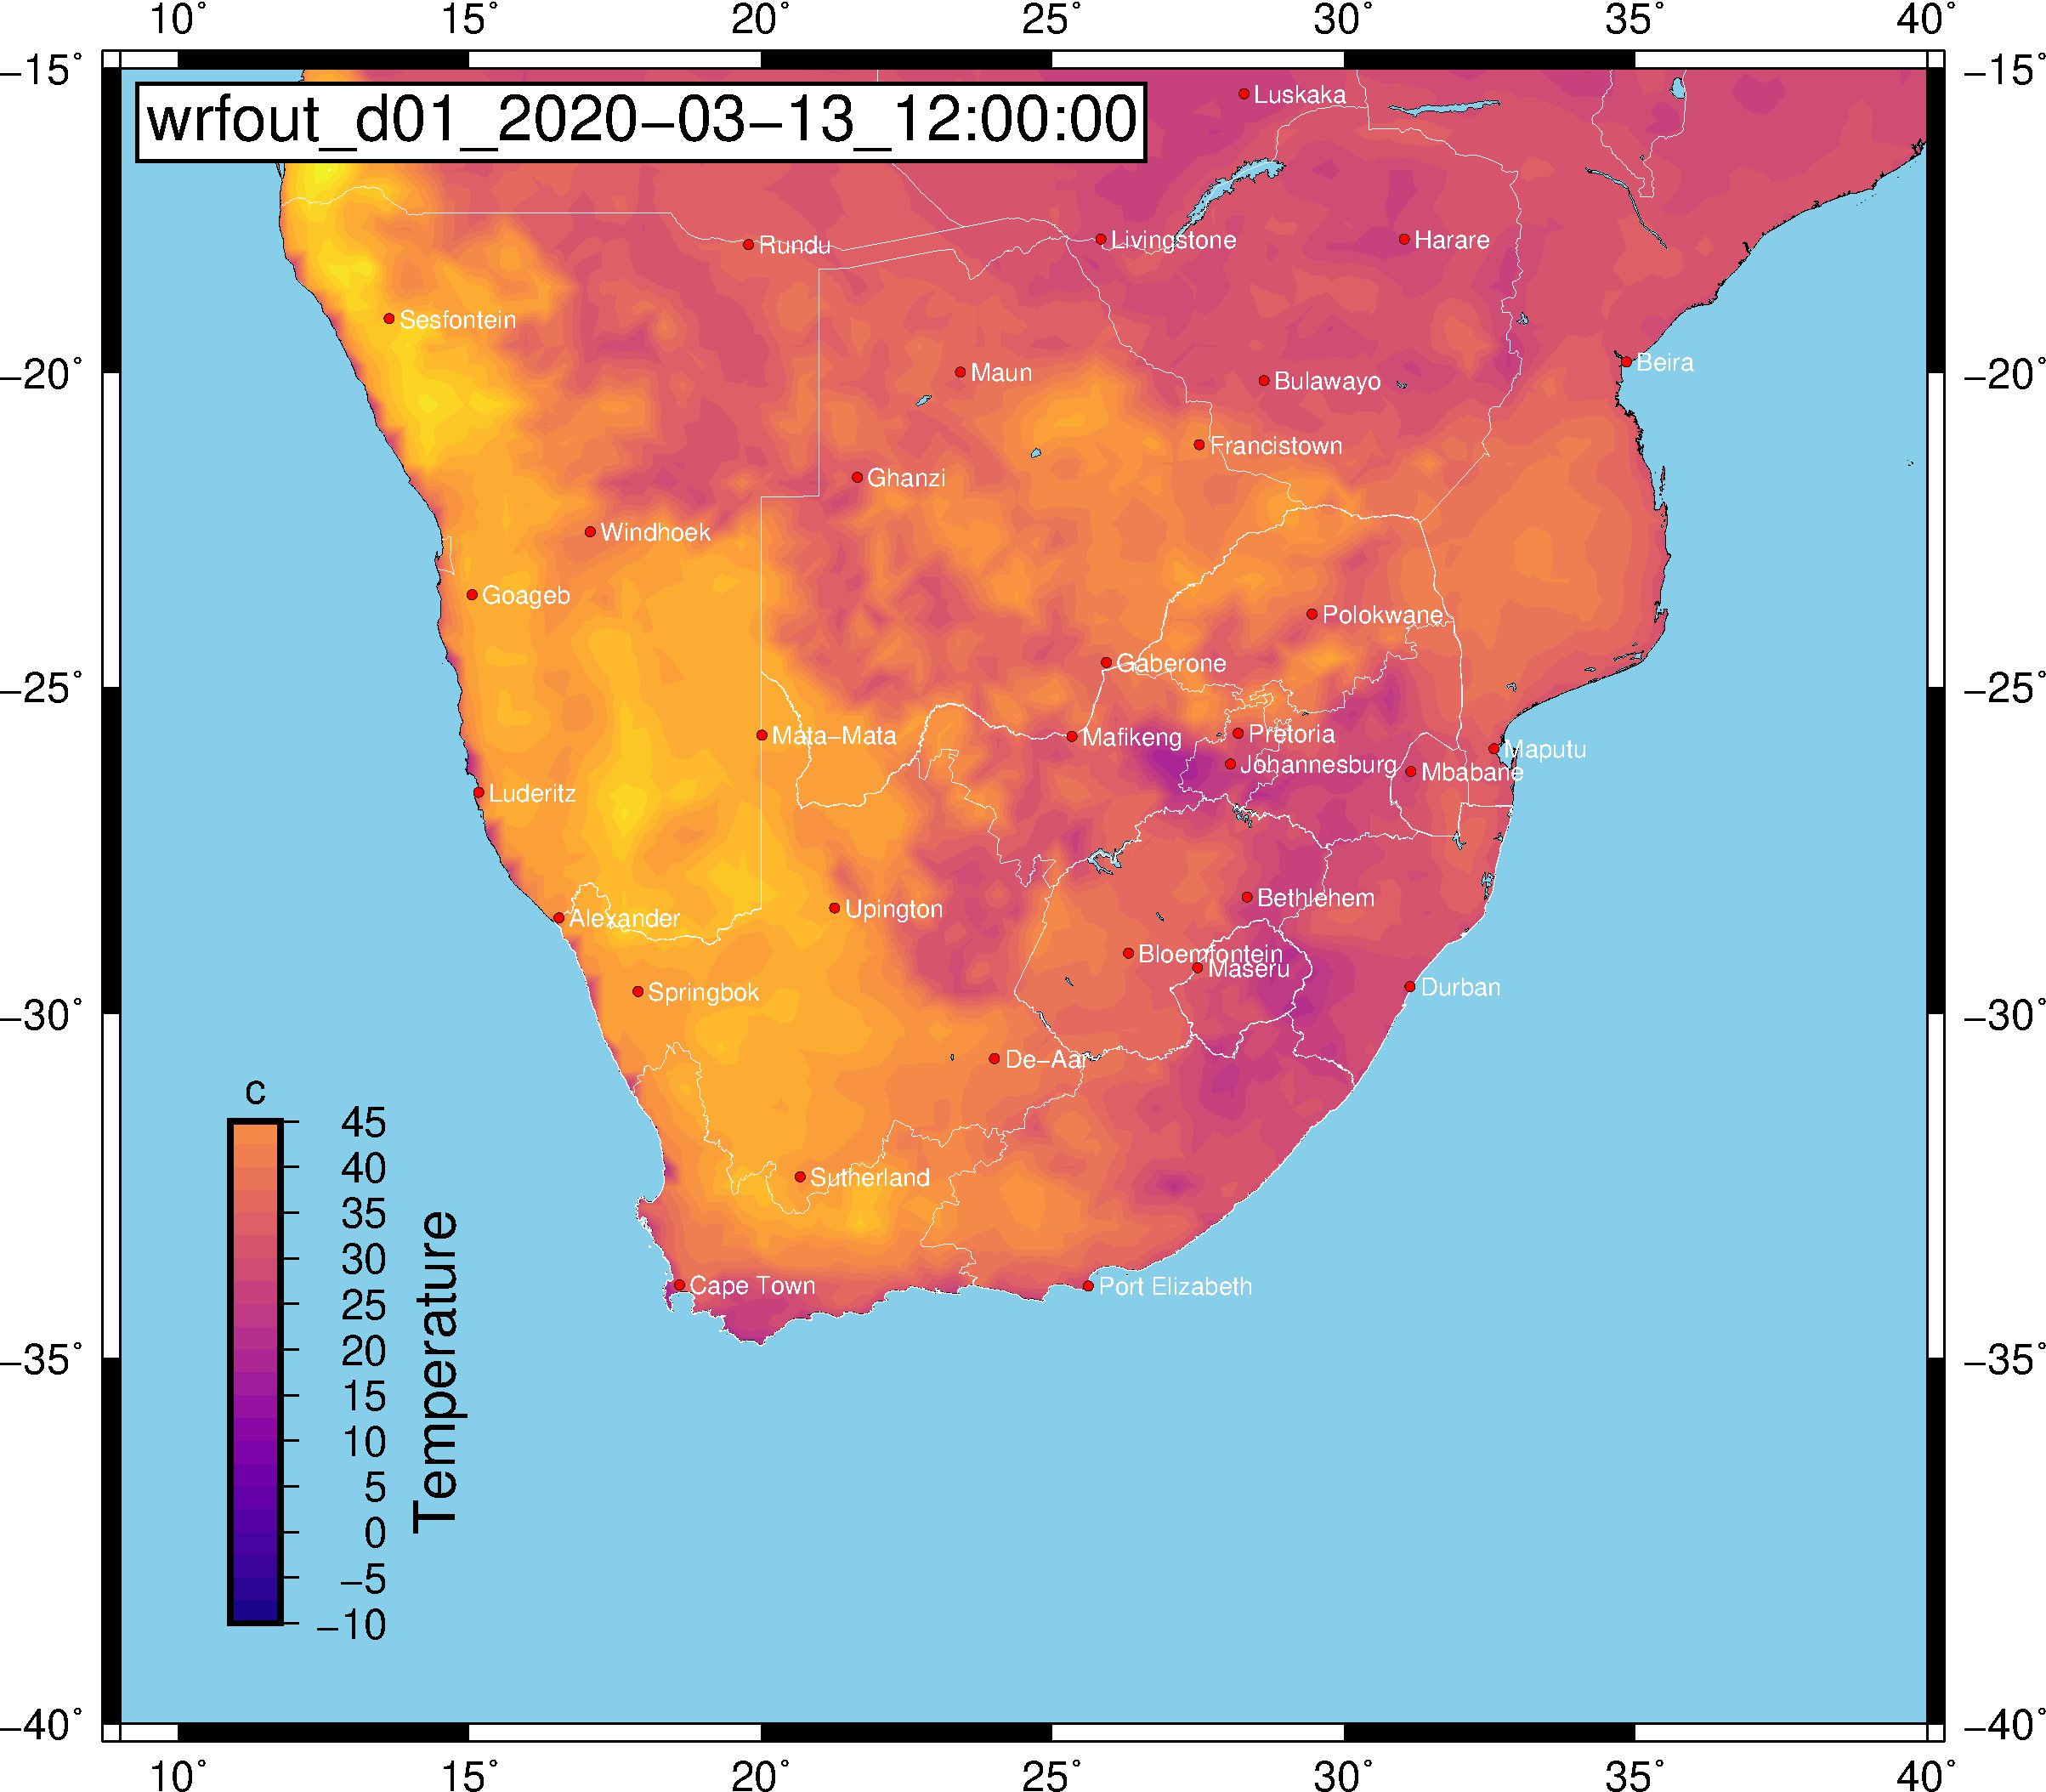 10° 15° 20° 25° 30° 35° 40°
−15° −15°
wrfout_d01_2020−03−13_12:00:00
Luskaka
Rundu
Livingstone
Harare
Sesfontein
Maun
Bulawayo
Beira
−20° −20°
Francistown
Ghanzi
Windhoek
Goageb
Polokwane
Gaberone
−25° −25°
Mata−Mata
Mafikeng
Pretoria
Maputu
Johannesburg
Mbabane
Luderitz
Bethlehem
Upington
Alexander
Bloemfontein
Maseru
Durban
Springbok
−30° −30°
De−Aar
Sutherland
Cape Town
Port Elizabeth
−35° −35°
c
45
40
35
30
25
20
15
10
5
0
−5
−10
Temperature
−40° −40°
10° 15° 20° 25° 30° 35° 40°